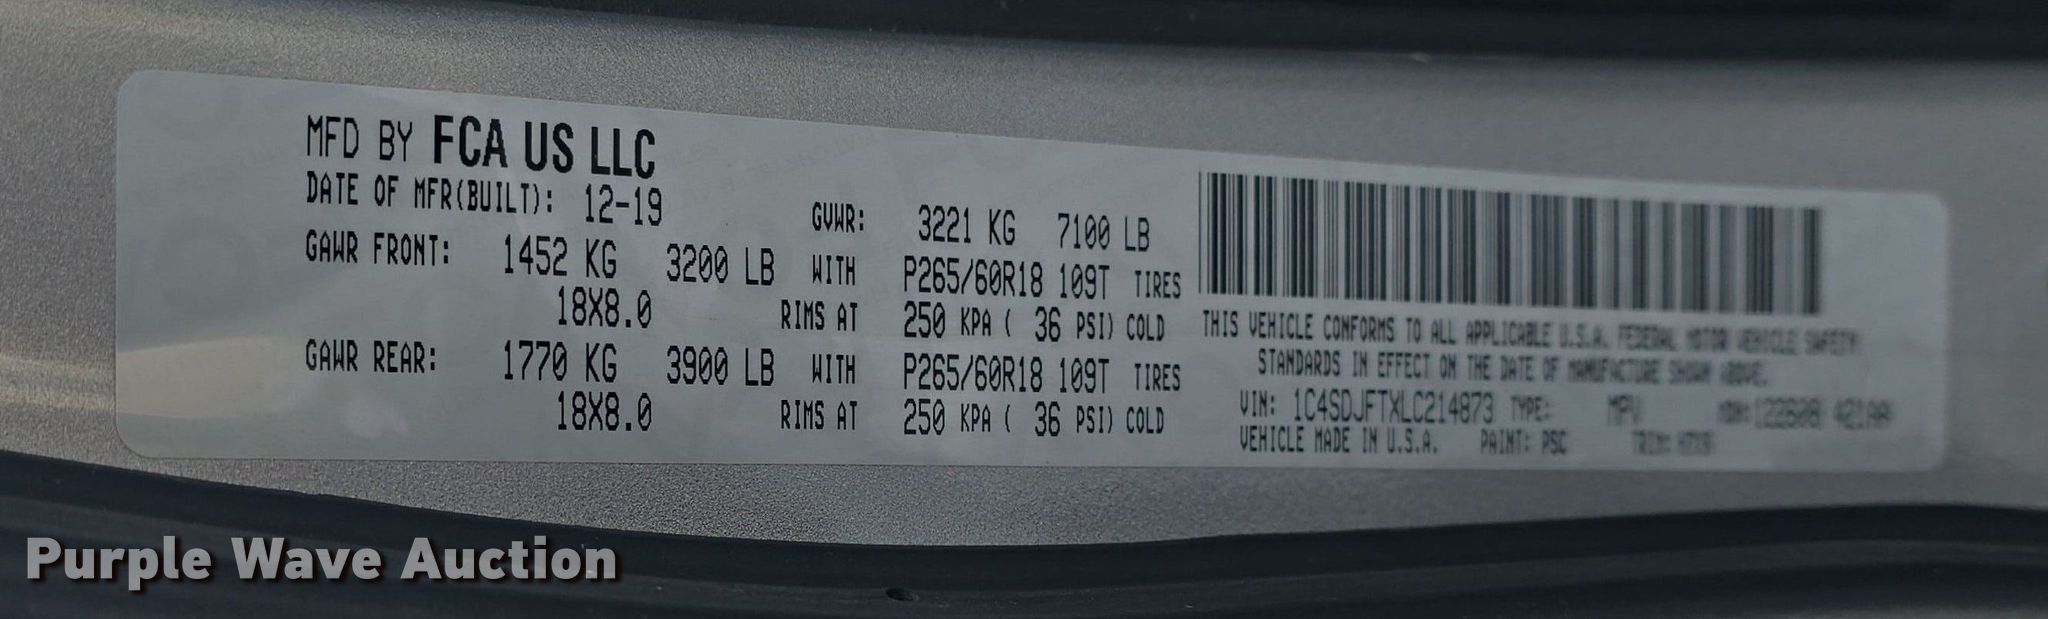 MFD BY FCA US LLC
DATE OF MFR(BUILT): 12-19 GVWR: 3221 KG 7100 LB
GAWR FRONT: 1452 KG 3200 LB WITH P265/60R18 109T TIRES
18X8.0 RIMS AT 250 KPA ( 36 PSI) COLD
GAWR REAR: 1770 KG 3900 LB WITH P265/60R18 109T TIRES
18X8.0 RIMS AT 250 KPA ( 36 PSI) COLD
THIS VEHICLE CONFORMS TO ALL APPLICABLE U.S.A. FEDERAL MOTOR VEHICLE SAFETY
STANDARDS IN EFFECT ON THE DATE OF MANUFACTURE SHOWN ABOVE.
VIN: 1C4SDJFTXLC214873 TYPE: MPV MDH: 122608
VEHICLE MADE IN U.S.A. PAINT: PSC TRIM:
Purple Wave Auction